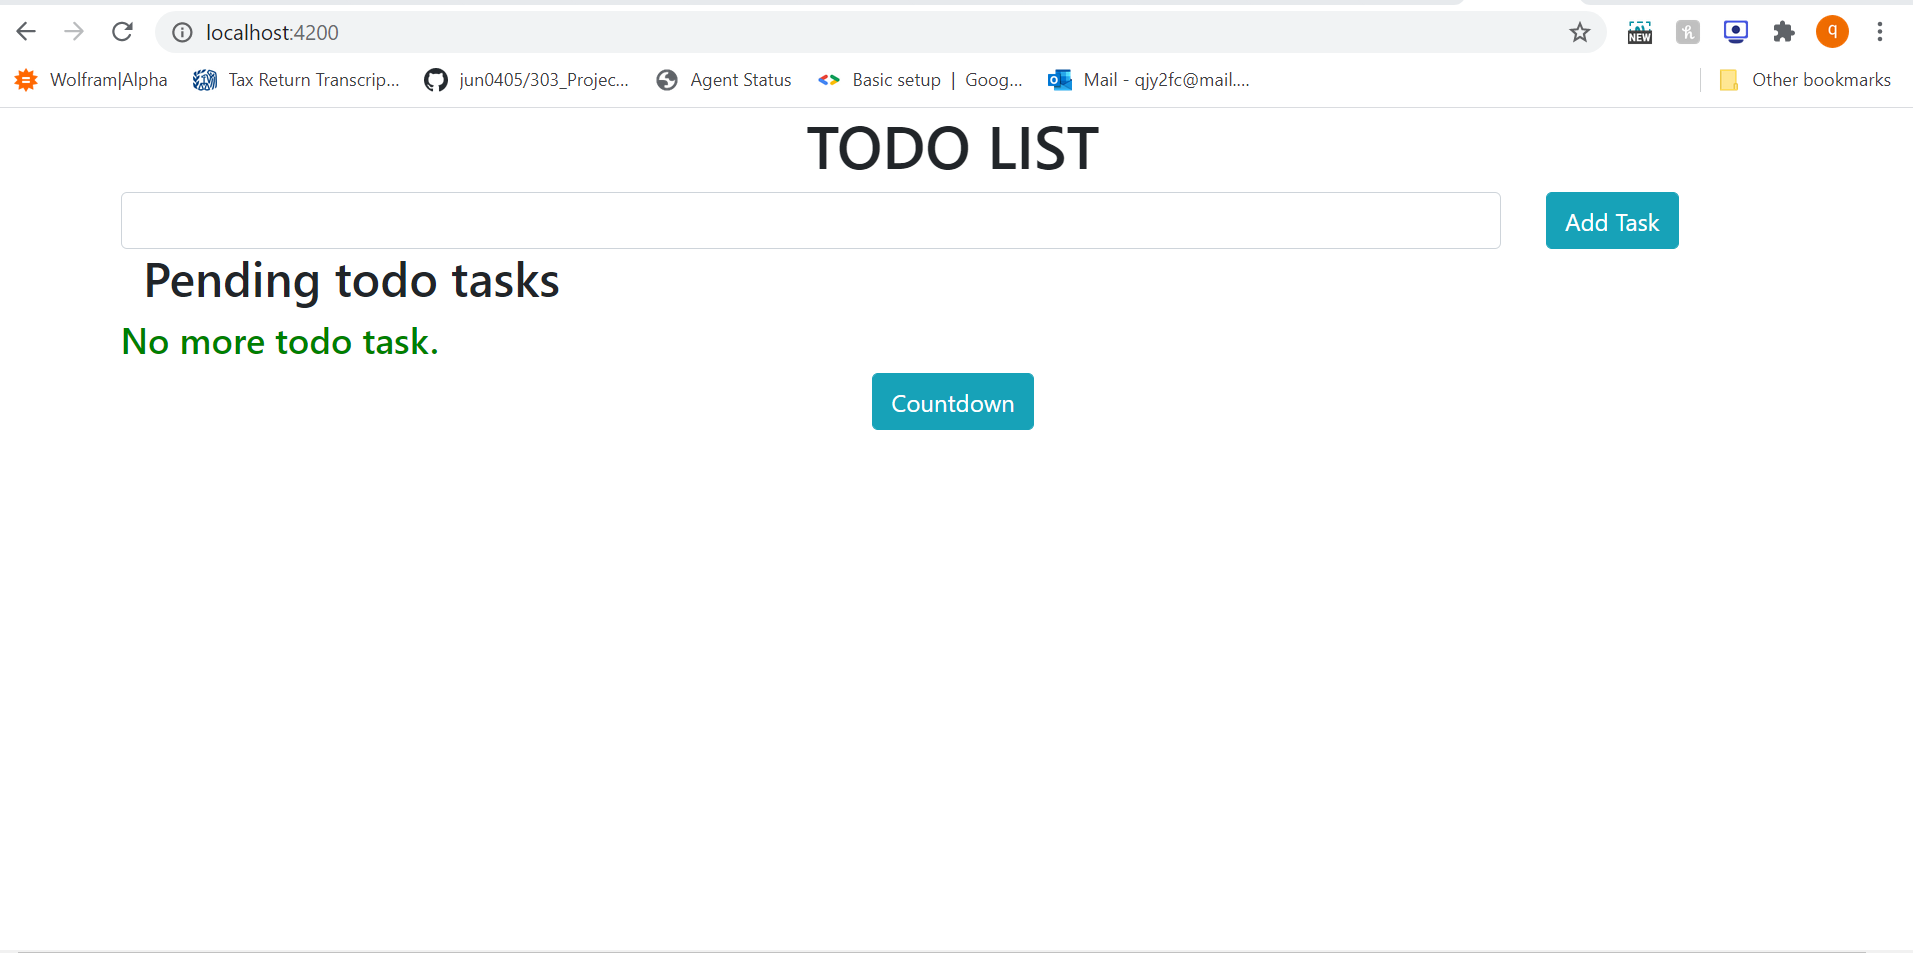 localhost:4200
NEW
q
Wolfram|Alpha
Tax Return Transcrip...
jun0405/303_Projec...
Agent Status
Basic setup | Goog...
Mail - qjy2fc@mail....
Other bookmarks
TODO LIST
Add Task
Pending todo tasks
No more todo task.
Countdown